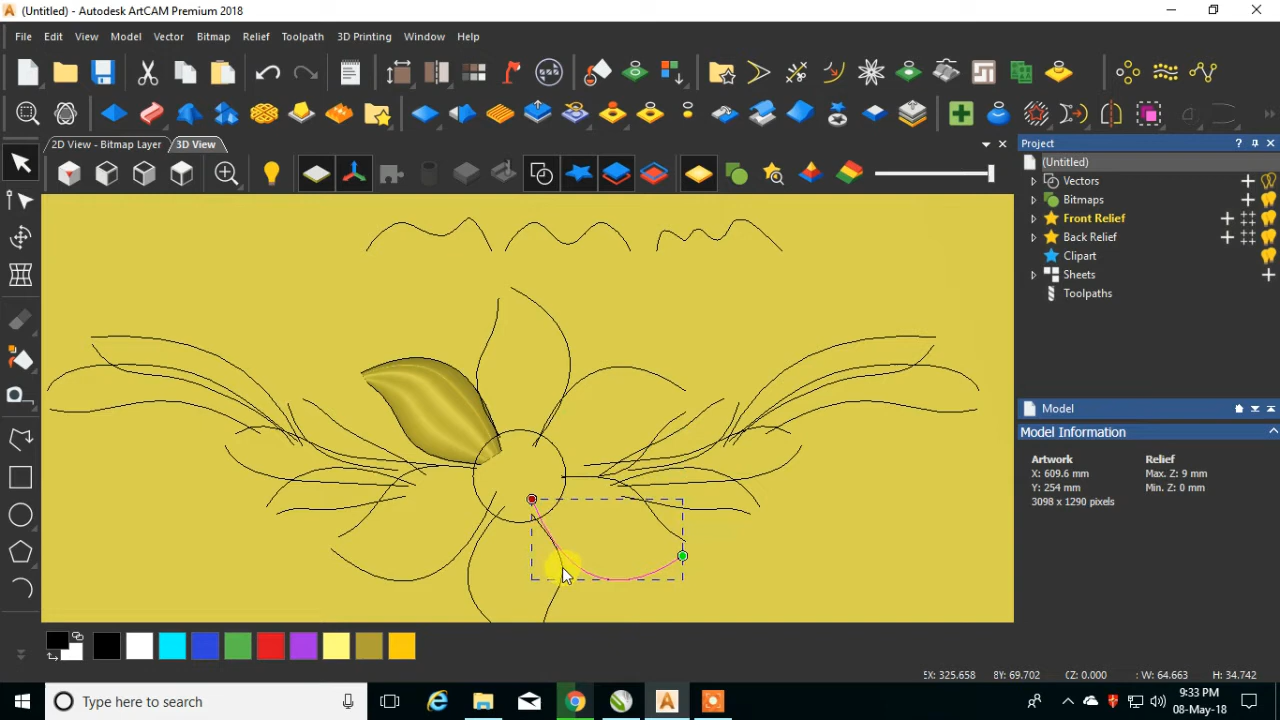 (Untitled) - Autodesk ArtCAM Premium 2018
File Edit View Model Vector Bitmap Relief Toolpath 3D Printing Window Help
2D View - Bitmap Layer 3D View
Project
(Untitled)
Vectors
Bitmaps
Front Relief
Back Relief
Clipart
Sheets
Toolpaths
Model
Model Information
Artwork Relief
X: 609.6 mm Max. Z: 9 mm
Y: 254 mm Min. Z: 0 mm
3098 x 1290 pixels
EX: 325.658 BY: 69.702 CZ: 0.000 : W: 64.663 H: 34.742
Type here to search
9:33 PM
08-May-18